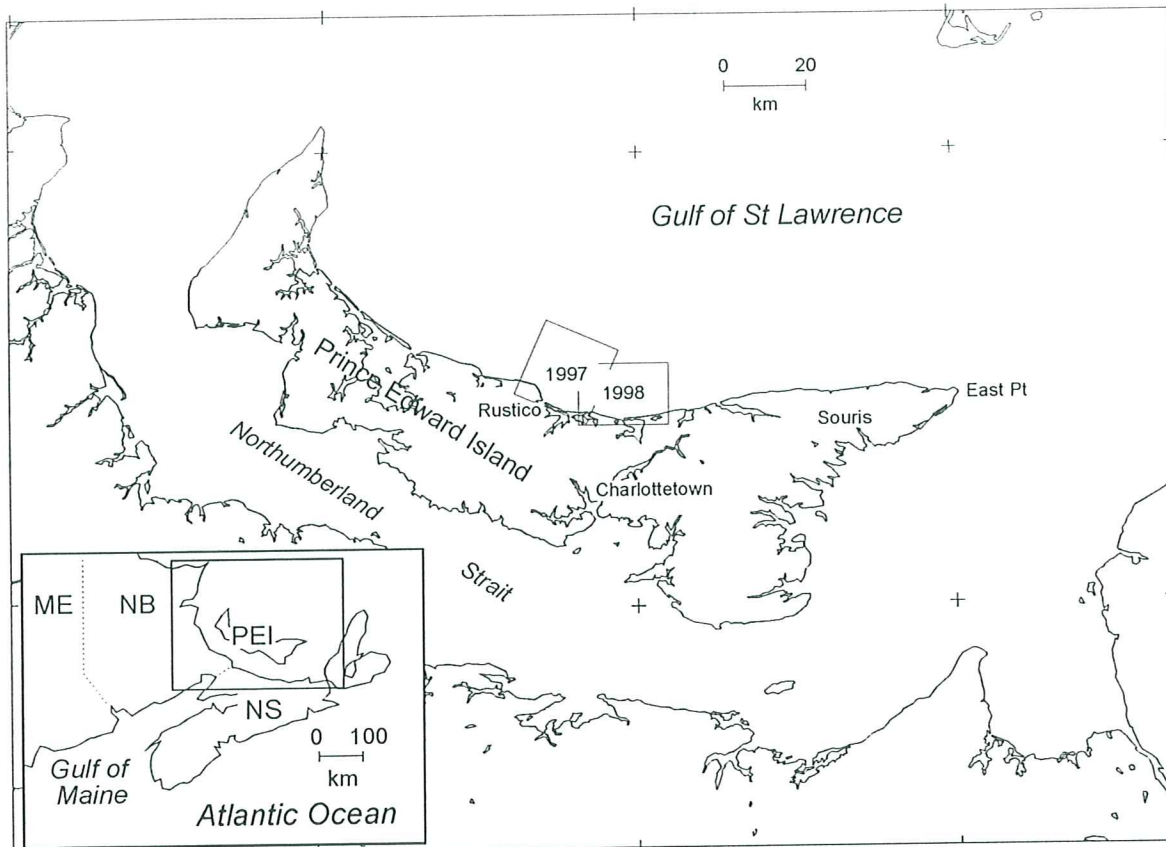 0 20
km
Gulf of St Lawrence
Prince Edward Island
1997
1998
Rustico
East Pt
Souris
Charlottetown
Northumberland
Strait
ME
NB
PEI
NS
0 100
km
Gulf of
Maine
Atlantic Ocean